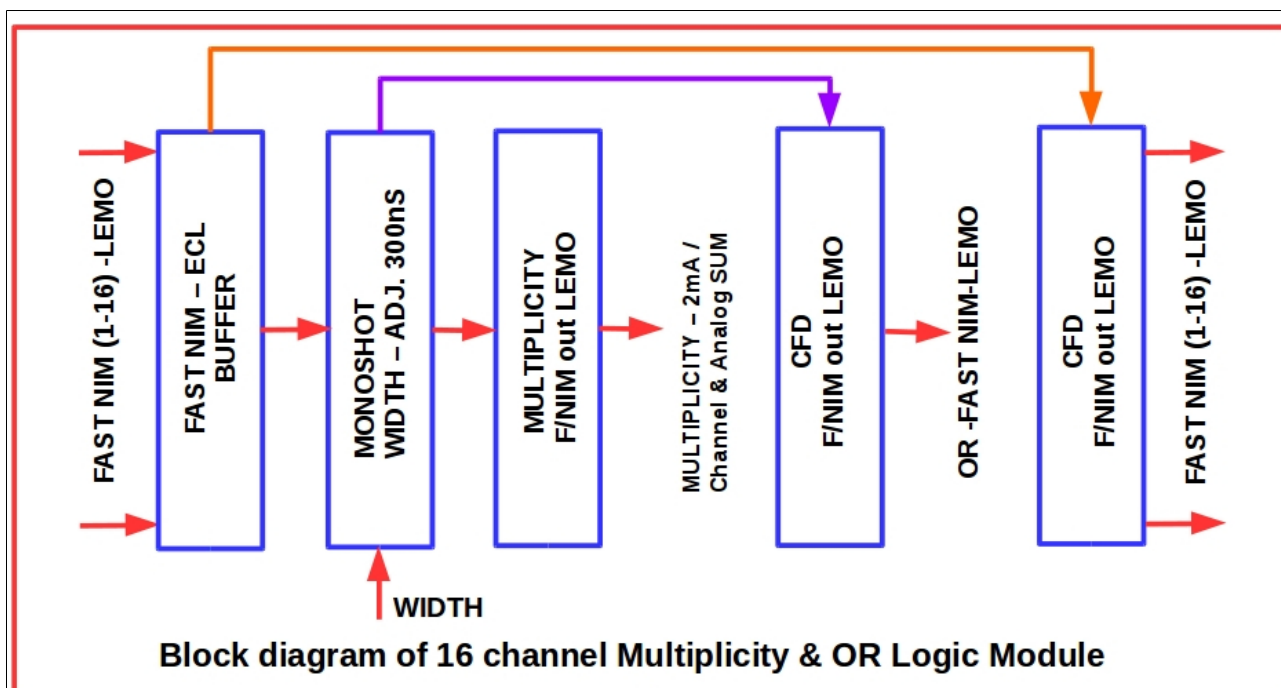 FAST NIM (1-16) -LEMO
FAST NIM – ECL
BUFFER
MONOSHOT
WIDTH – ADJ. 300nS
MULTIPLICITY
F/NIM out LEMO
MULTIPLICITY – 2mA /
Channel & Analog SUM
CFD
F/NIM out LEMO
OR -FAST NIM-LEMO
CFD
F/NIM out LEMO
FAST NIM (1-16) -LEMO
WIDTH
Block diagram of 16 channel Multiplicity & OR Logic Module